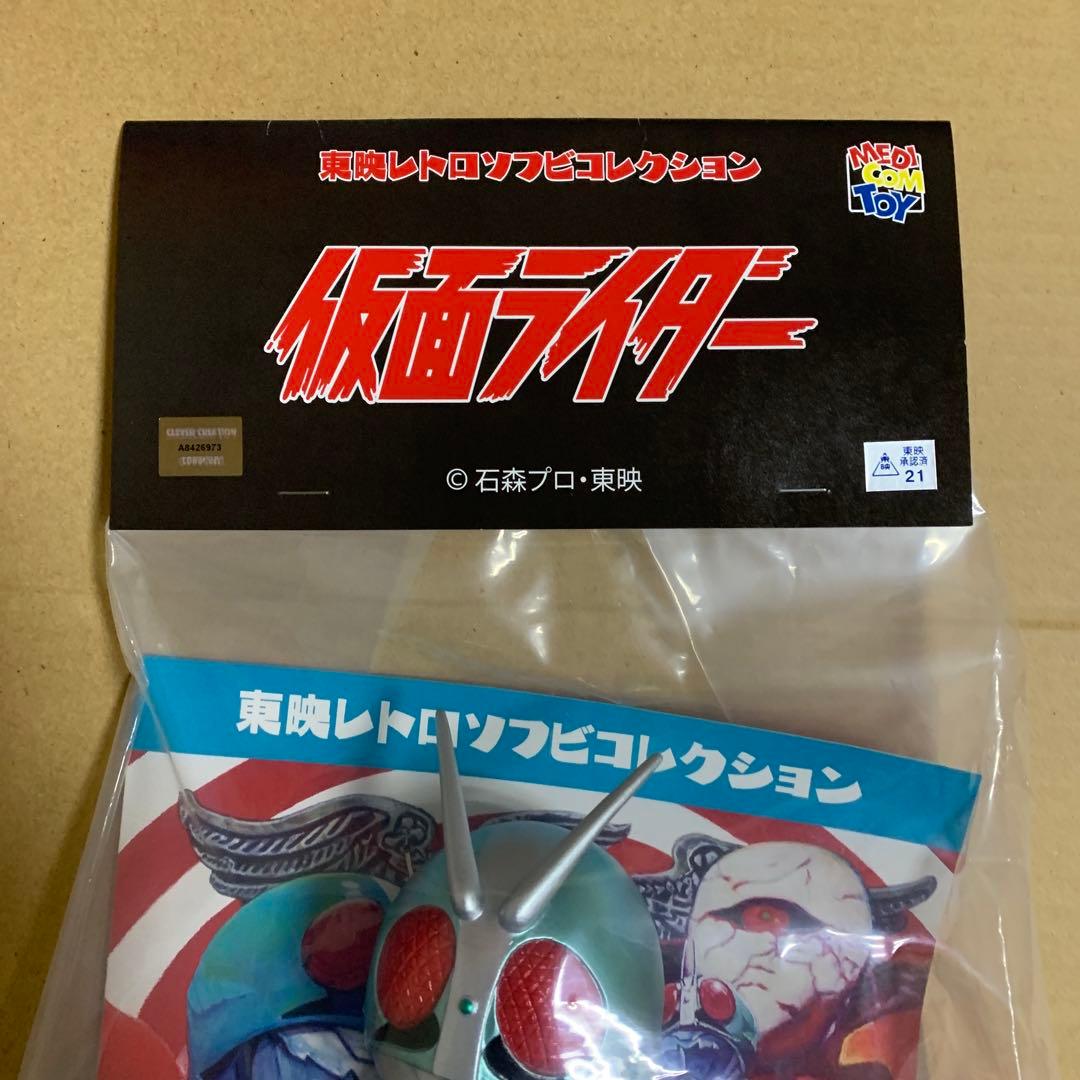 東映レトロソフビコレクション
MEDI
COM
TOY
仮面ライダー
A8426973
東映
承認済
21
© 石森プロ・東映
東映レトロソフビコレクション